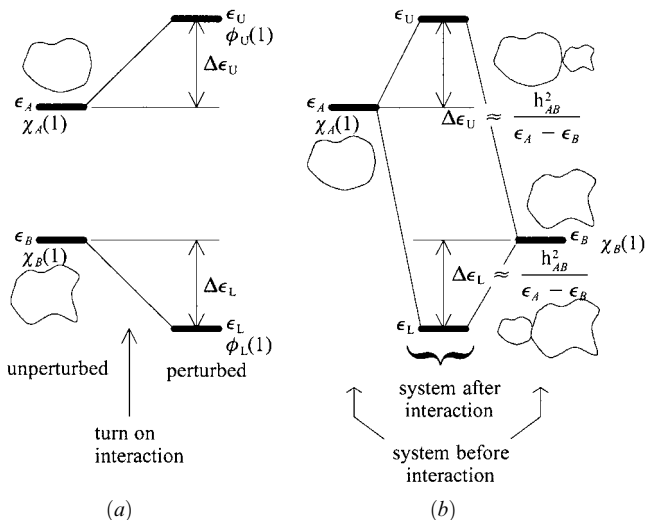 ϵ_U
ϕ_U(1)
Δϵ_U
ϵ_A
χ_A(1)
ϵ_B
χ_B(1)
Δϵ_L
ϵ_L
ϕ_L(1)
unperturbed
perturbed
turn on
interaction
(a)
ϵ_U
ϵ_A
χ_A(1)
Δϵ_U ≈ h²_AB / ϵ_A − ϵ_B
ϵ_B χ_B(1)
Δϵ_L ≈ h²_AB / ϵ_A − ϵ_B
ϵ_L
system after
interaction
system before
interaction
(b)